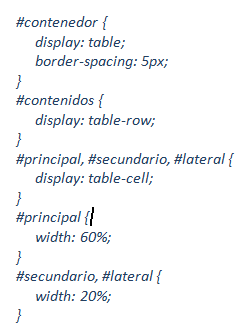 #contenedor {
display: table;
border-spacing: 5px;
}
#contenidos {
display: table-row;
}
#principal, #secundario, #lateral {
display: table-cell;
}
#principal {
width: 60%;
}
#secundario, #lateral {
width: 20%;
}